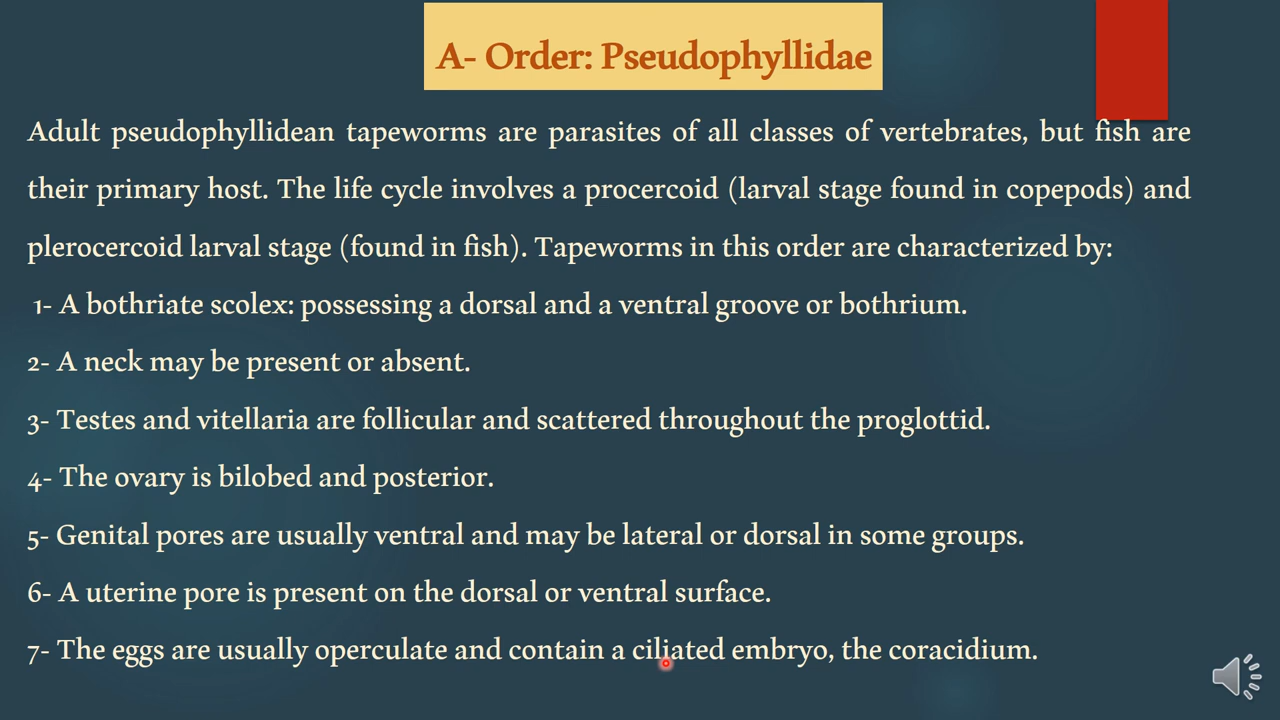 A- Order: Pseudophyllidae
Adult pseudophyllidean tapeworms are parasites of all classes of vertebrates, but fish are
their primary host. The life cycle involves a procercoid (larval stage found in copepods) and
plerocercoid larval stage (found in fish). Tapeworms in this order are characterized by:
1- A bothriate scolex: possessing a dorsal and a ventral groove or bothrium.
2- A neck may be present or absent.
3- Testes and vitellaria are follicular and scattered throughout the proglottid.
4- The ovary is bilobed and posterior.
5- Genital pores are usually ventral and may be lateral or dorsal in some groups.
6- A uterine pore is present on the dorsal or ventral surface.
7- The eggs are usually operculate and contain a ciliated embryo, the coracidium.